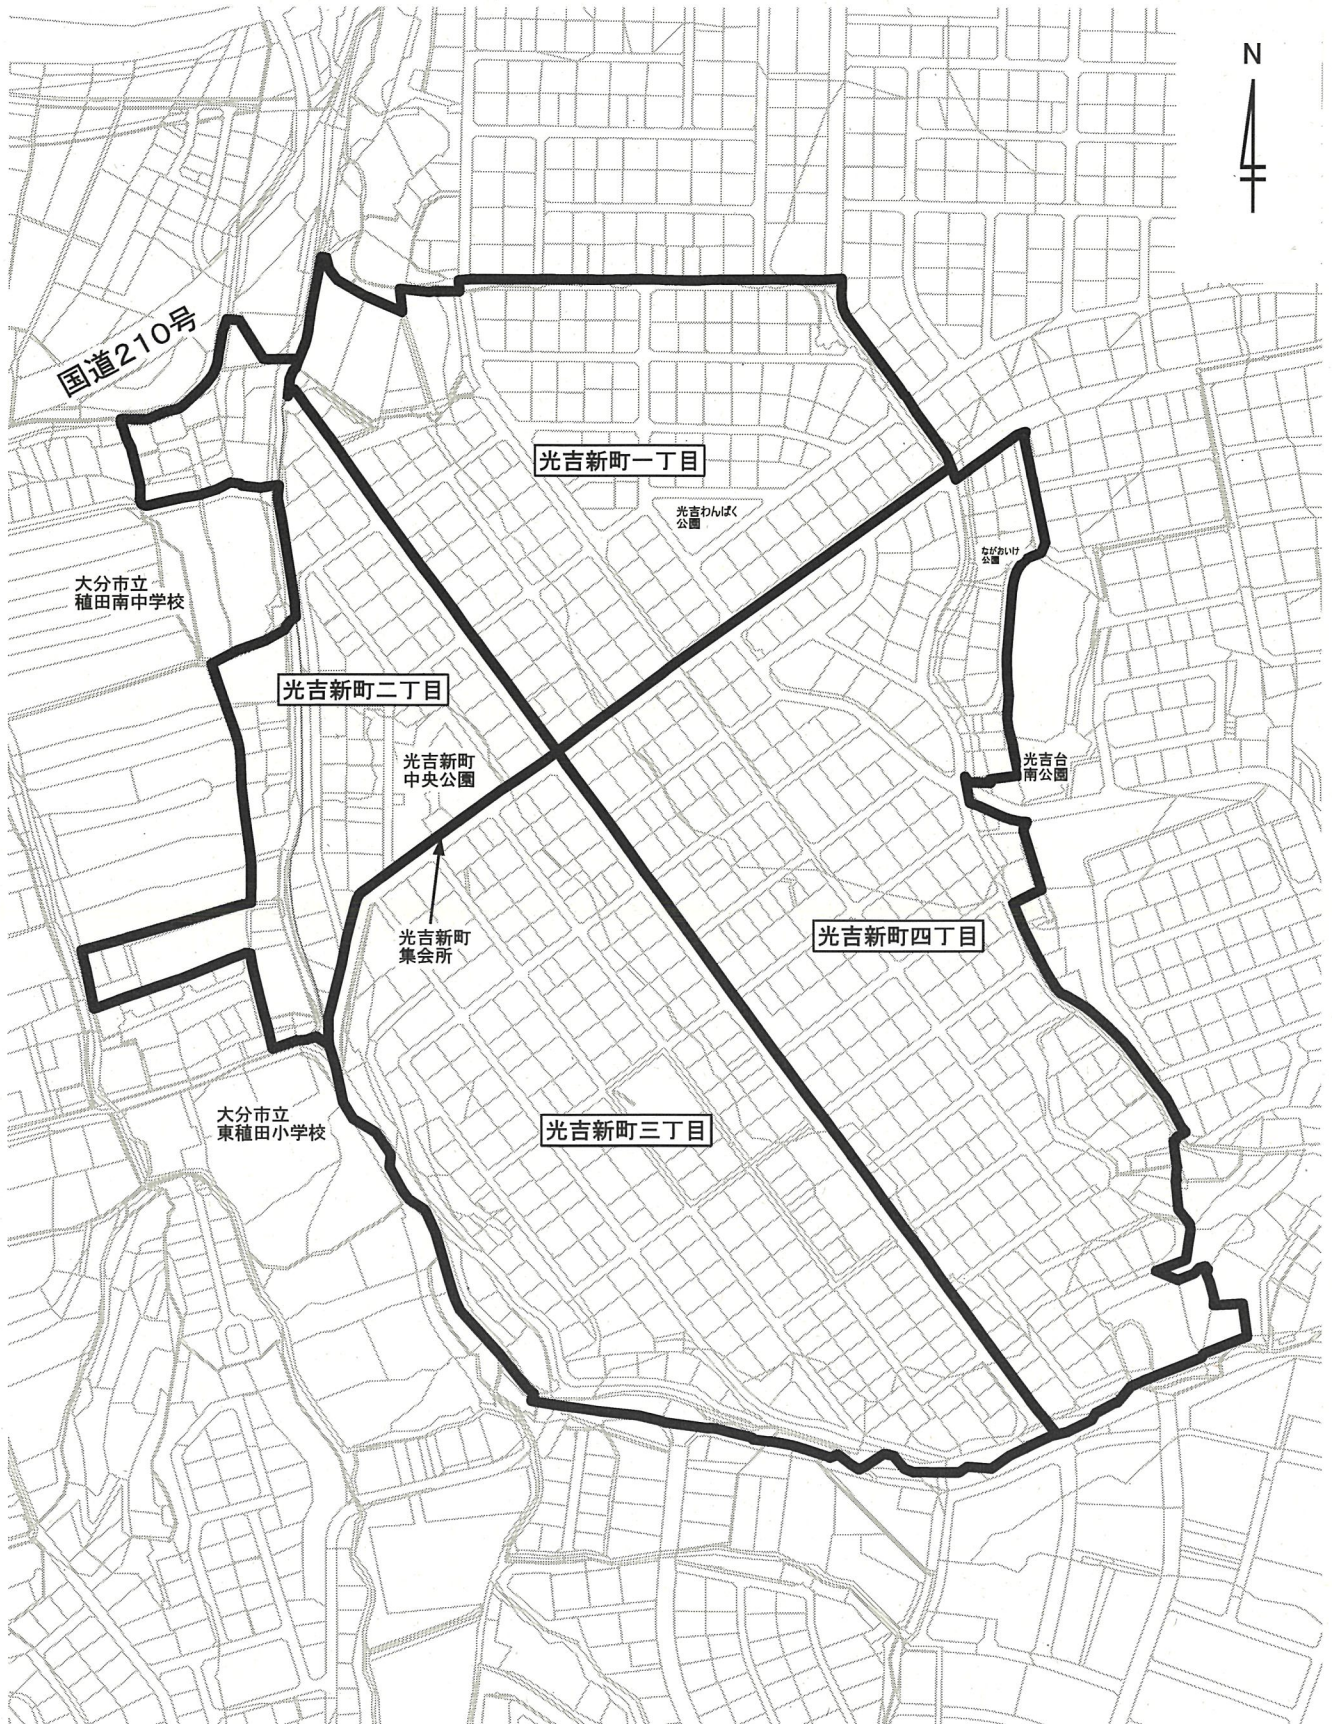 N
国道210号
光吉新町一丁目
光吉わんぱく
公園
ながおいけ
公園
大分市立
稙田南中学校
光吉新町二丁目
光吉新町
中央公園
光吉台
南公園
光吉新町
集会所
光吉新町四丁目
大分市立
東稙田小学校
光吉新町三丁目